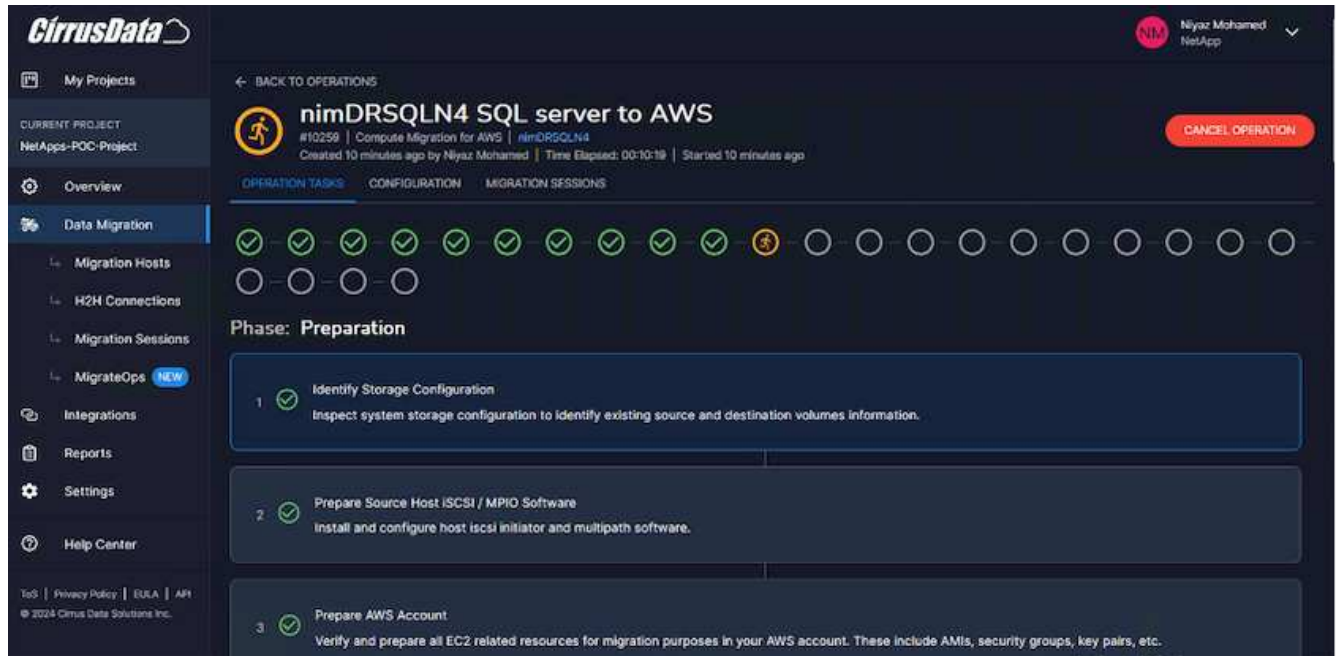 CirrusData
NM
Niyaz Mohamed
NetApp
My Projects
CURRENT PROJECT
NetApps-POC-Project
Overview
Data Migration
Migration Hosts
H2H Connections
Migration Sessions
MigrateOps NEW
Integrations
Reports
Settings
Help Center
ToS | Privacy Policy | EULA | API
© 2024 Cirrus Data Solutions Inc.
← BACK TO OPERATIONS
nimDRSQLN4 SQL server to AWS
#10259 | Compute Migration for AWS | nimDRSQLN4
Created 10 minutes ago by Niyaz Mohamed | Time Elapsed: 00:10:19 | Started 10 minutes ago
CANCEL OPERATION
OPERATION TASKS CONFIGURATION MIGRATION SESSIONS
Phase: Preparation
1 Identify Storage Configuration
Inspect system storage configuration to identify existing source and destination volumes information.
2 Prepare Source Host iSCSI / MPIO Software
Install and configure host iscsi initiator and multipath software.
3 Prepare AWS Account
Verify and prepare all EC2 related resources for migration purposes in your AWS account. These include AMIs, security groups, key pairs, etc.